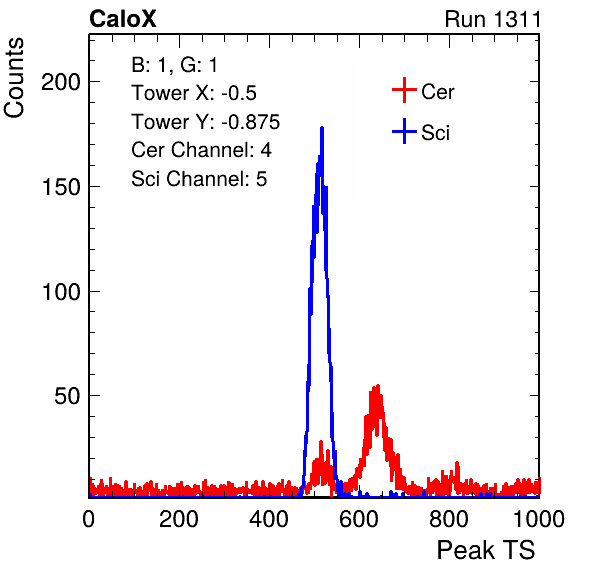 CaloX Run 1311
Counts
B: 1, G: 1
Tower X: -0.5
Tower Y: -0.875
Cer Channel: 4
Sci Channel: 5
Cer
Sci
200
150
100
50
0 200 400 600 800 1000
Peak TS